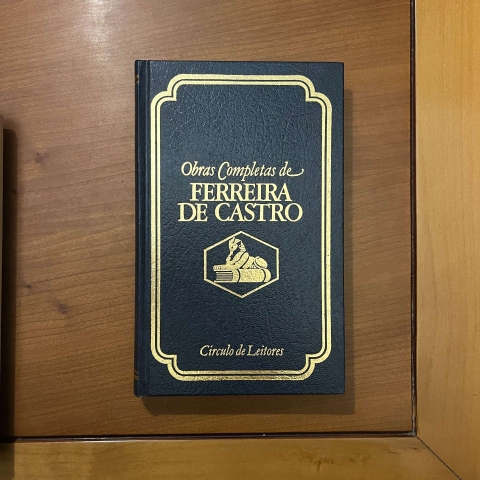 Obras Completas de
FERREIRA
DE CASTRO
Círculo de Leitores